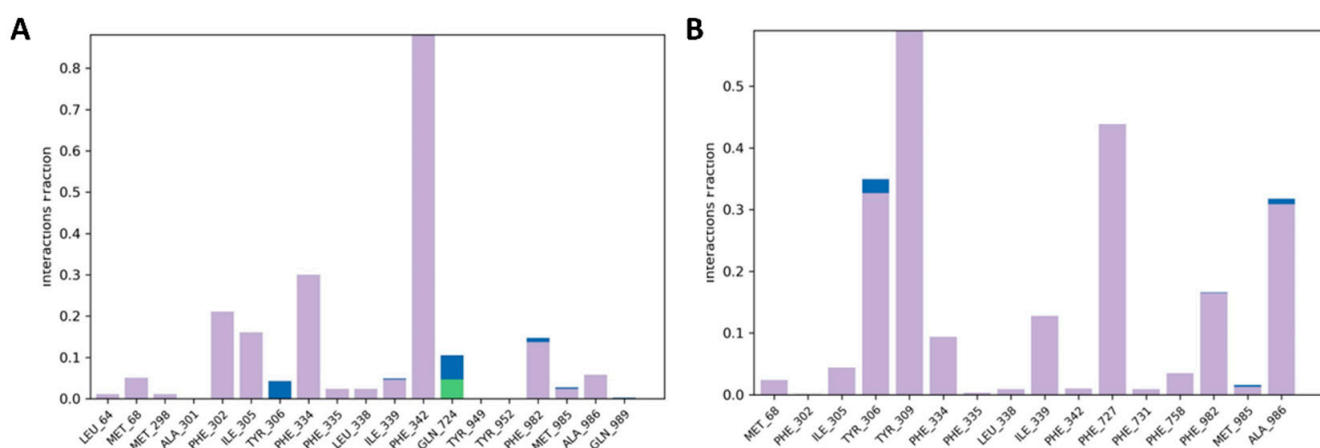 A
B
Interactions Fraction
0.8
0.7
0.6
0.5
0.4
0.3
0.2
0.1
0.0
LEU_64
MET_68
MET_298
ALA_301
PHE_302
ILE_305
TYR_306
PHE_334
PHE_335
LEU_338
ILE_339
PHE_342
GLN_724
TYR_949
TYR_952
PHE_982
MET_985
ALA_986
GLN_989
Interactions Fraction
0.5
0.4
0.3
0.2
0.1
0.0
MET_68
PHE_302
ILE_305
TYR_306
TYR_309
PHE_334
PHE_335
LEU_338
ILE_339
PHE_342
PHE_727
PHE_731
PHE_758
PHE_982
MET_985
ALA_986